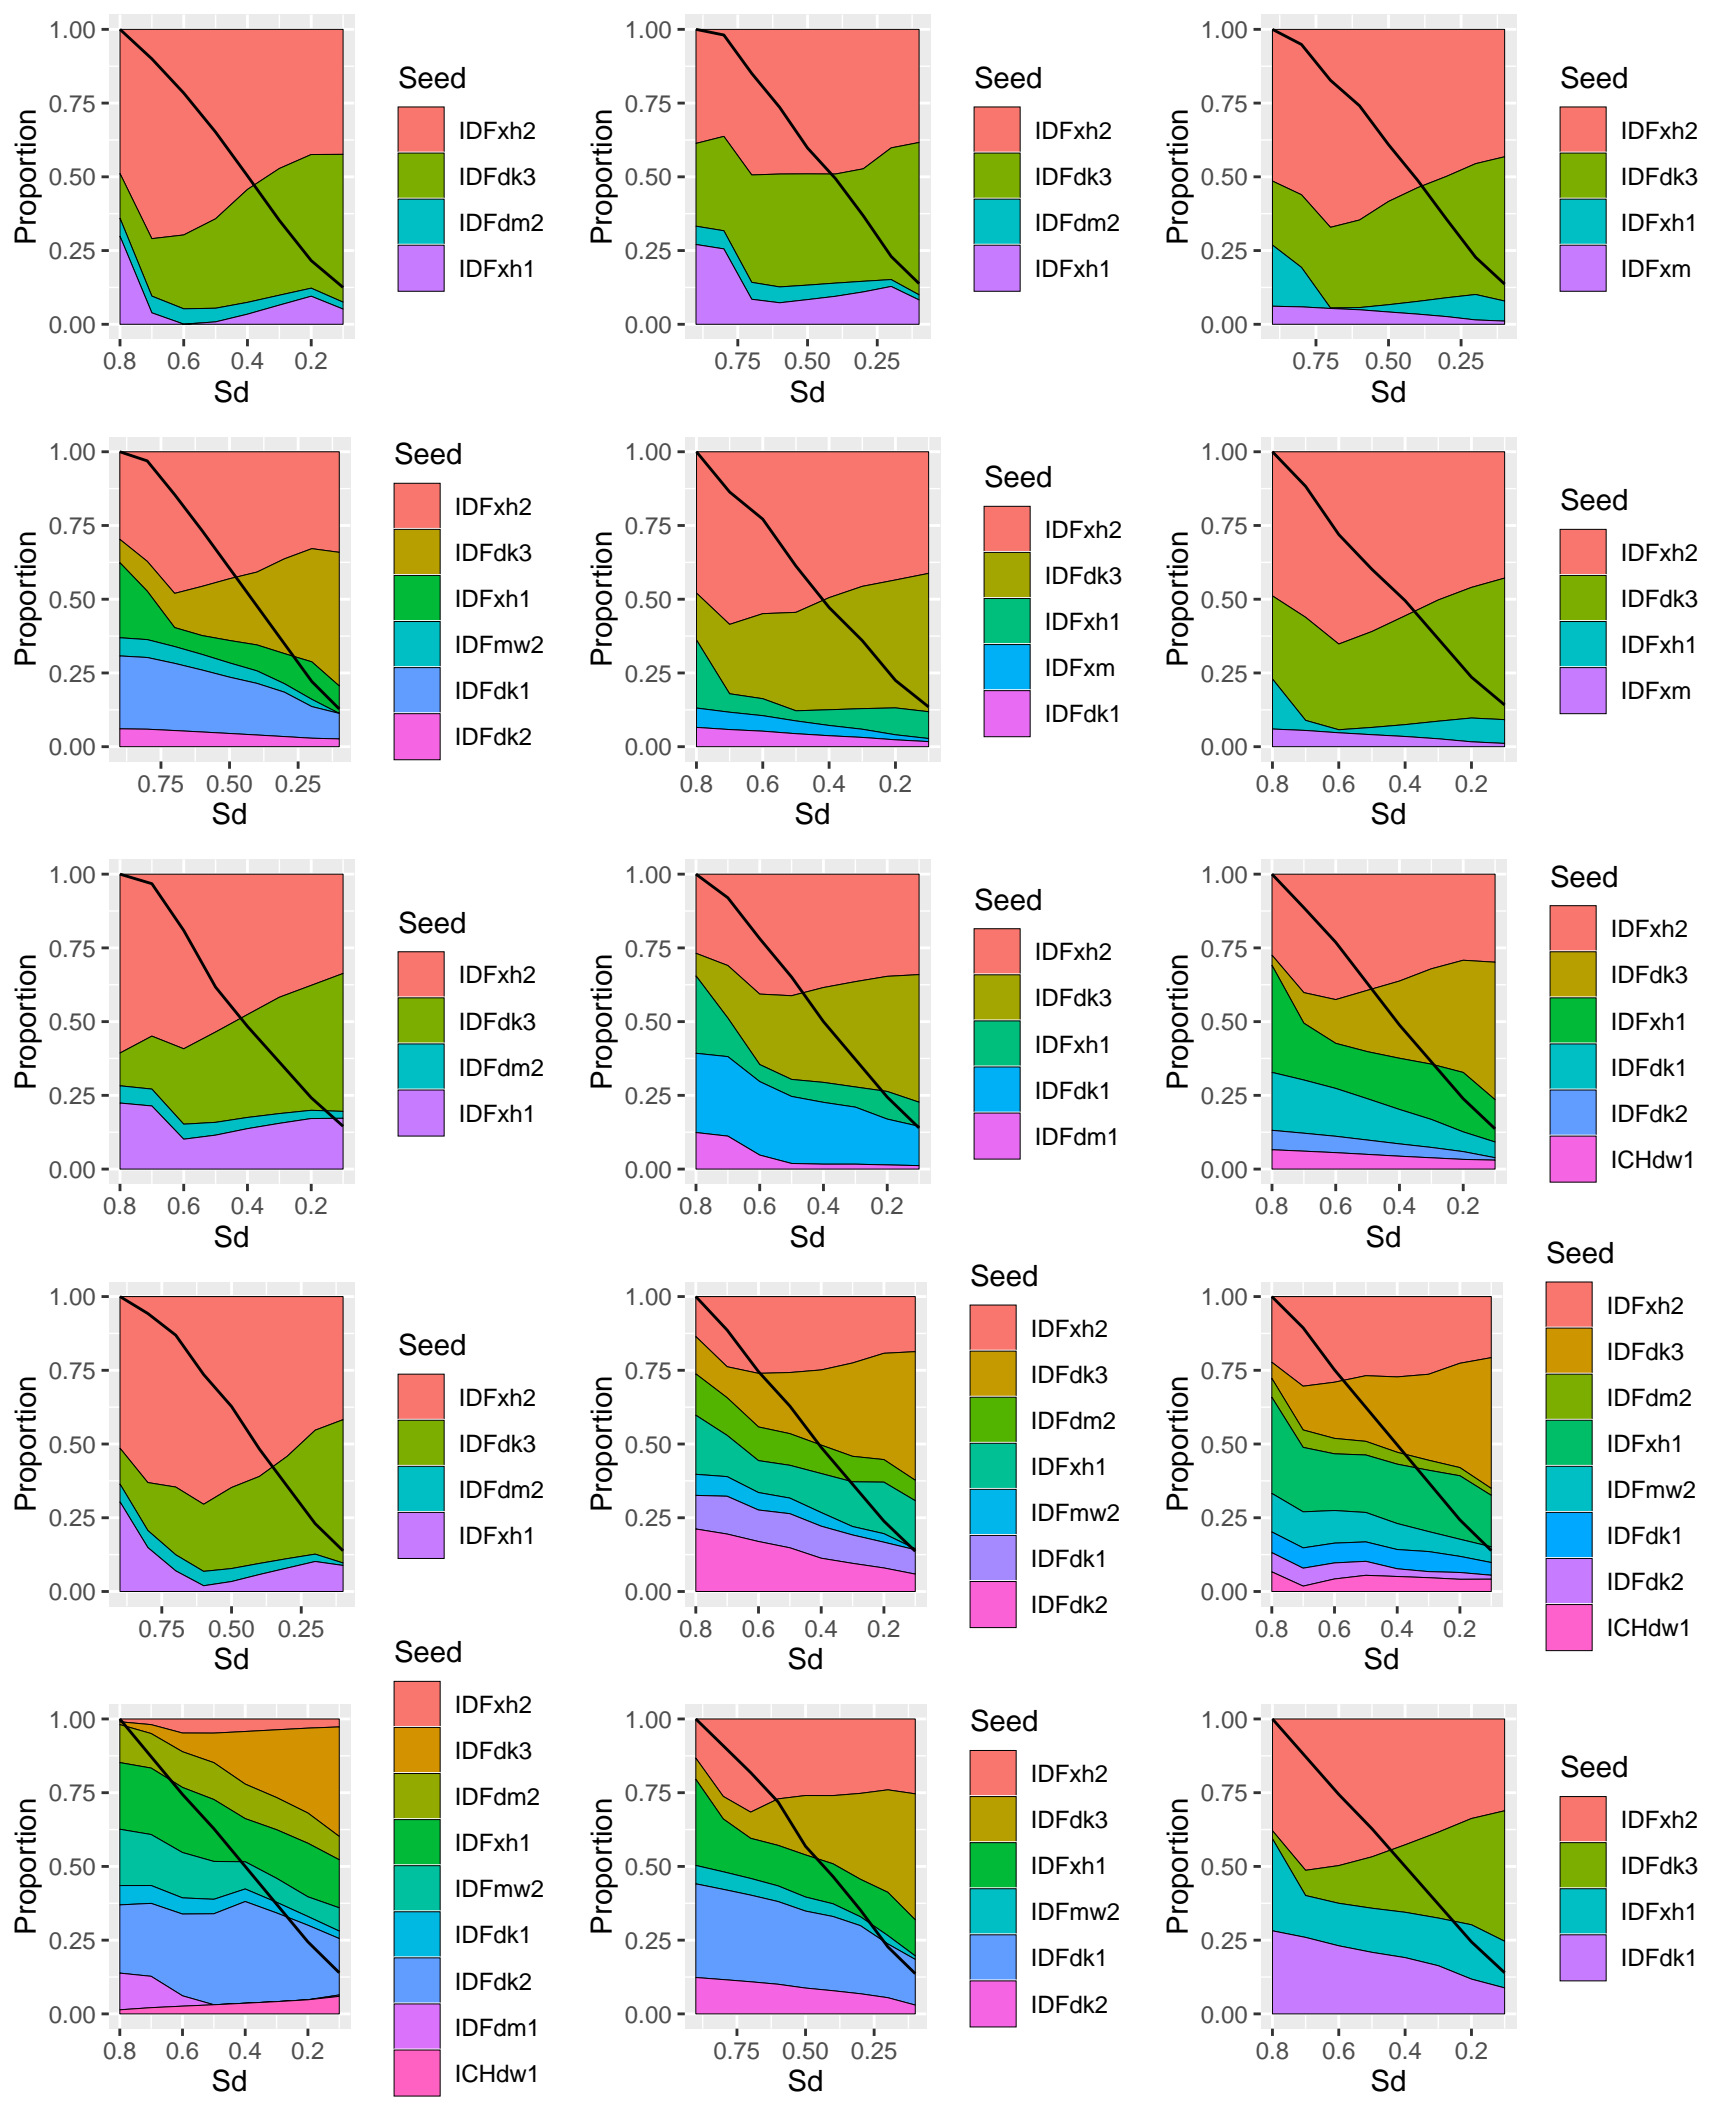 1.00
0.75
0.50
0.25
0.00
Proportion
0.8 0.6 0.4 0.2
Sd
Seed
IDFxh2
IDFdk3
IDFdm2
IDFxh1
1.00
0.75
0.50
0.25
0.00
Proportion
0.75 0.50 0.25
Sd
Seed
IDFxh2
IDFdk3
IDFdm2
IDFxh1
1.00
0.75
0.50
0.25
0.00
Proportion
0.75 0.50 0.25
Sd
Seed
IDFxh2
IDFdk3
IDFxh1
IDFxm
1.00
0.75
0.50
0.25
0.00
Proportion
0.75 0.50 0.25
Sd
Seed
IDFxh2
IDFdk3
IDFxh1
IDFmw2
IDFdk1
IDFdk2
1.00
0.75
0.50
0.25
0.00
Proportion
0.8 0.6 0.4 0.2
Sd
Seed
IDFxh2
IDFdk3
IDFxh1
IDFxm
IDFdk1
1.00
0.75
0.50
0.25
0.00
Proportion
0.8 0.6 0.4 0.2
Sd
Seed
IDFxh2
IDFdk3
IDFxh1
IDFxm
1.00
0.75
0.50
0.25
0.00
Proportion
0.8 0.6 0.4 0.2
Sd
Seed
IDFxh2
IDFdk3
IDFdm2
IDFxh1
1.00
0.75
0.50
0.25
0.00
Proportion
0.8 0.6 0.4 0.2
Sd
Seed
IDFxh2
IDFdk3
IDFxh1
IDFdk1
IDFdm1
1.00
0.75
0.50
0.25
0.00
Proportion
0.8 0.6 0.4 0.2
Sd
Seed
IDFxh2
IDFdk3
IDFxh1
IDFdk1
IDFdk2
ICHdw1
1.00
0.75
0.50
0.25
0.00
Proportion
0.75 0.50 0.25
Sd
Seed
IDFxh2
IDFdk3
IDFdm2
IDFxh1
1.00
0.75
0.50
0.25
0.00
Proportion
0.8 0.6 0.4 0.2
Sd
Seed
IDFxh2
IDFdk3
IDFdm2
IDFxh1
IDFmw2
IDFdk1
IDFdk2
1.00
0.75
0.50
0.25
0.00
Proportion
0.8 0.6 0.4 0.2
Sd
Seed
IDFxh2
IDFdk3
IDFdm2
IDFxh1
IDFmw2
IDFdk1
IDFdk2
ICHdw1
1.00
0.75
0.50
0.25
0.00
Proportion
0.8 0.6 0.4 0.2
Sd
Seed
IDFxh2
IDFdk3
IDFdm2
IDFxh1
IDFmw2
IDFdk1
IDFdk2
IDFdm1
ICHdw1
1.00
0.75
0.50
0.25
0.00
Proportion
0.75 0.50 0.25
Sd
Seed
IDFxh2
IDFdk3
IDFxh1
IDFmw2
IDFdk1
IDFdk2
1.00
0.75
0.50
0.25
0.00
Proportion
0.8 0.6 0.4 0.2
Sd
Seed
IDFxh2
IDFdk3
IDFxh1
IDFdk1